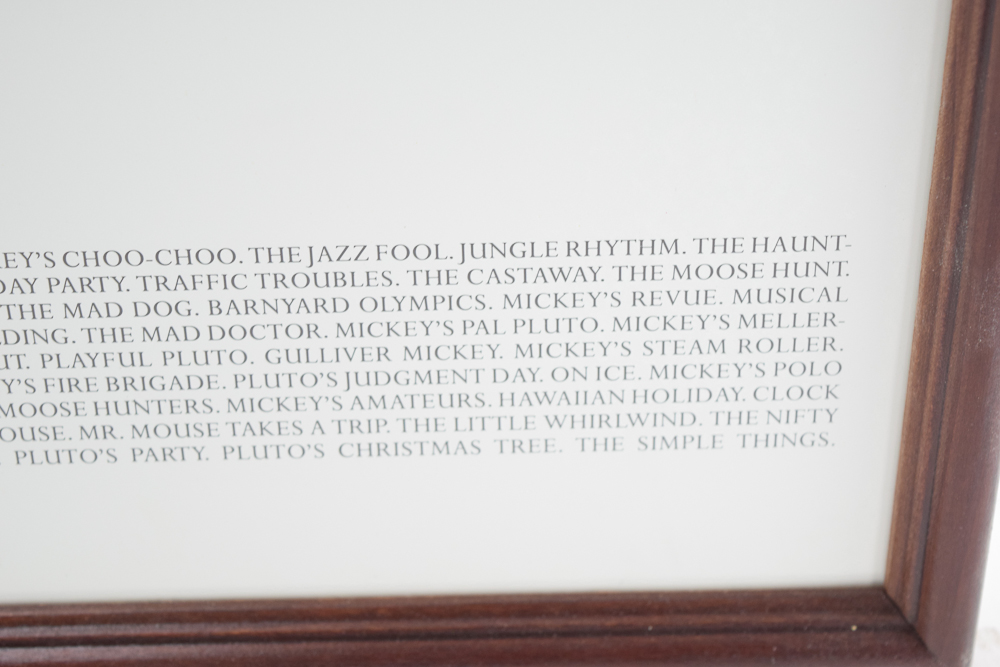 EY'S CHOO-CHOO. THE JAZZ FOOL. JUNGLE RHYTHM. THE HAUNT-
DAY PARTY. TRAFFIC TROUBLES. THE CASTAWAY. THE MOOSE HUNT.
THE MAD DOG. BARNYARD OLYMPICS. MICKEY'S REVUE. MUSICAL
DING. THE MAD DOCTOR. MICKEY'S PAL PLUTO. MICKEY'S MELLER-
UT. PLAYFUL PLUTO. GULLIVER MICKEY. MICKEY'S STEAM ROLLER.
Y'S FIRE BRIGADE. PLUTO'S JUDGMENT DAY. ON ICE. MICKEY'S POLO
MOOSE HUNTERS. MICKEY'S AMATEURS. HAWAIIAN HOLIDAY. CLOCK
OUSE. MR. MOUSE TAKES A TRIP. THE LITTLE WHIRLWIND. THE NIFTY
. PLUTO'S PARTY. PLUTO'S CHRISTMAS TREE. THE SIMPLE THINGS.